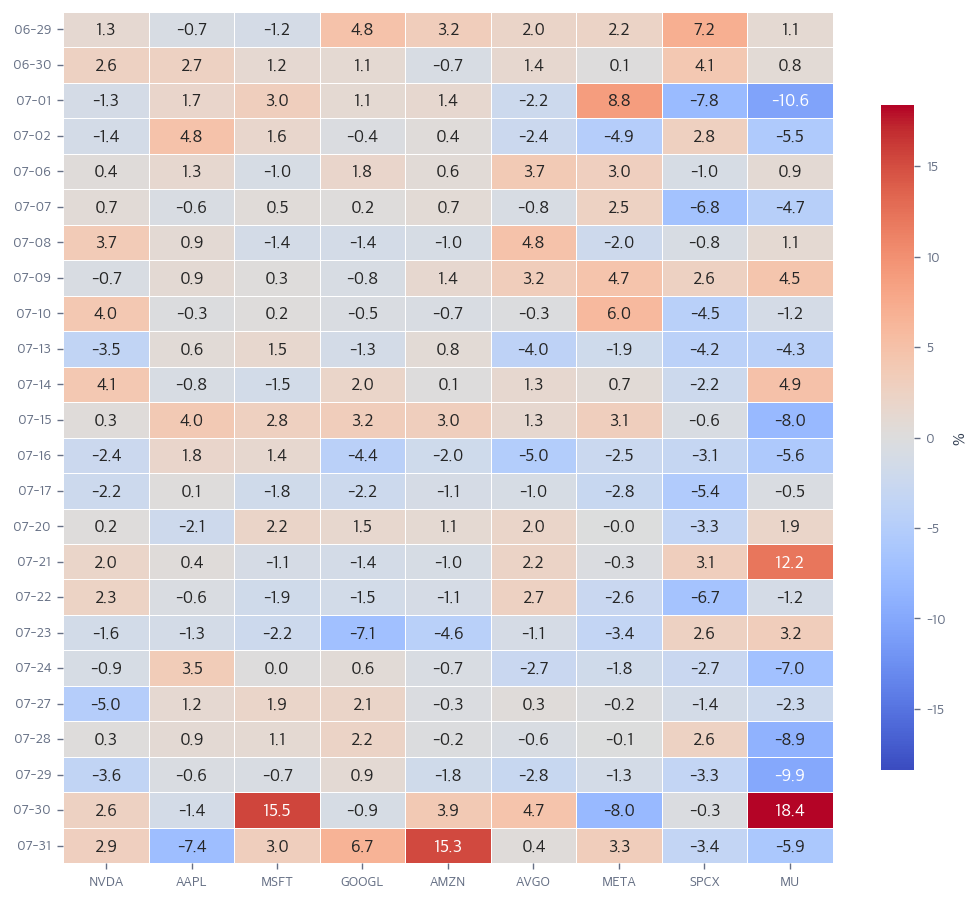 06-29 1.3 -0.7 -1.2 4.8 3.2 2.0 2.2 7.2 1.1
06-30 2.6 2.7 1.2 1.1 -0.7 1.4 0.1 4.1 0.8
07-01 -1.3 1.7 3.0 1.1 1.4 -2.2 8.8 -7.8 -10.6
07-02 -1.4 4.8 1.6 -0.4 0.4 -2.4 -4.9 2.8 -5.5
07-06 0.4 1.3 -1.0 1.8 0.6 3.7 3.0 -1.0 0.9
07-07 0.7 -0.6 0.5 0.2 0.7 -0.8 2.5 -6.8 -4.7
07-08 3.7 0.9 -1.4 -1.4 -1.0 4.8 -2.0 -0.8 1.1
07-09 -0.7 0.9 0.3 -0.8 1.4 3.2 4.7 2.6 4.5
07-10 4.0 -0.3 0.2 -0.5 -0.7 -0.3 6.0 -4.5 -1.2
07-13 -3.5 0.6 1.5 -1.3 0.8 -4.0 -1.9 -4.2 -4.3
07-14 4.1 -0.8 -1.5 2.0 0.1 1.3 0.7 -2.2 4.9
07-15 0.3 4.0 2.8 3.2 3.0 1.3 3.1 -0.6 -8.0
07-16 -2.4 1.8 1.4 -4.4 -2.0 -5.0 -2.5 -3.1 -5.6
07-17 -2.2 0.1 -1.8 -2.2 -1.1 -1.0 -2.8 -5.4 -0.5
07-20 0.2 -2.1 2.2 1.5 1.1 2.0 -0.0 -3.3 1.9
07-21 2.0 0.4 -1.1 -1.4 -1.0 2.2 -0.3 3.1 12.2
07-22 2.3 -0.6 -1.9 -1.5 -1.1 2.7 -2.6 -6.7 -1.2
07-23 -1.6 -1.3 -2.2 -7.1 -4.6 -1.1 -3.4 2.6 3.2
07-24 -0.9 3.5 0.0 0.6 -0.7 -2.7 -1.8 -2.7 -7.0
07-27 -5.0 1.2 1.9 2.1 -0.3 0.3 -0.2 -1.4 -2.3
07-28 0.3 0.9 1.1 2.2 -0.2 -0.6 -0.1 2.6 -8.9
07-29 -3.6 -0.6 -0.7 0.9 -1.8 -2.8 -1.3 -3.3 -9.9
07-30 2.6 -1.4 15.5 -0.9 3.9 4.7 -8.0 -0.3 18.4
07-31 2.9 -7.4 3.0 6.7 15.3 0.4 3.3 -3.4 -5.9
NVDA AAPL MSFT GOOGL AMZN AVGO META SPCX MU
15
10
5
0
-5
-10
-15
%